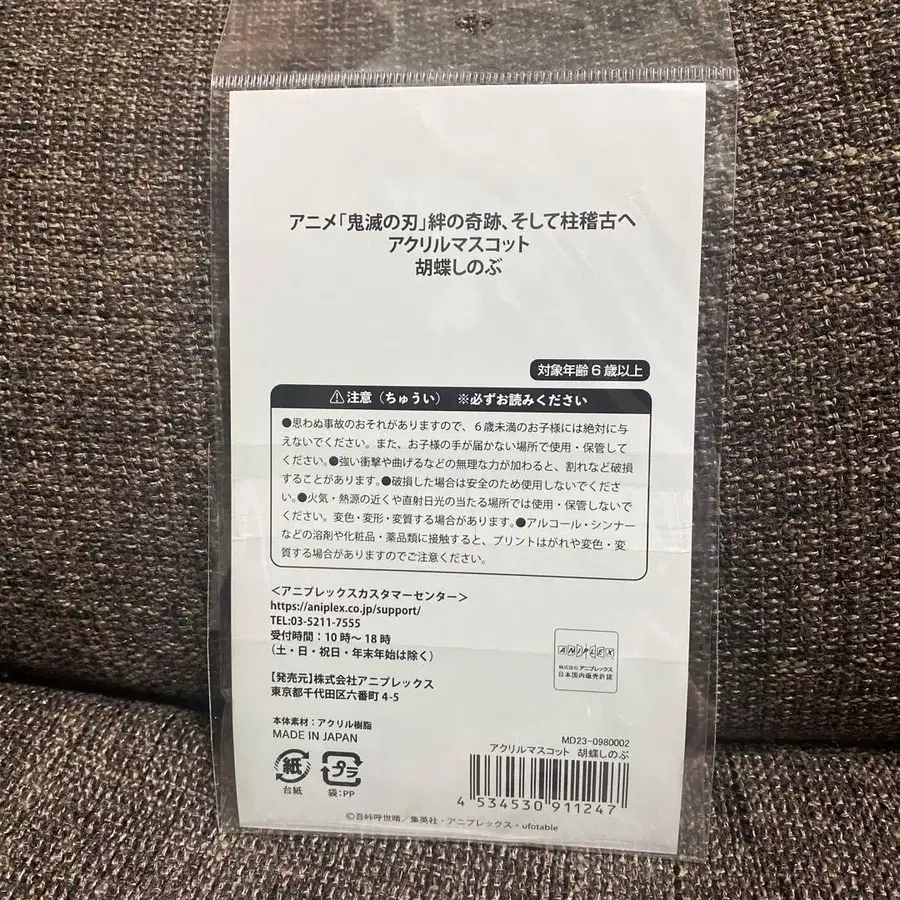 アニメ「鬼滅の刃」絆の奇跡、そして柱稽古へ
アクリルマスコット
胡蝶しのぶ
対象年齢6歳以上
⚠注意（ちゅうい） ※必ずお読みください
●思わぬ事故のおそれがありますので、６歳未満のお子様には絶対に与
えないでください。また、お子様の手が届かない場所で使用・保管して
ください。●強い衝撃や曲げるなどの無理な力が加わると、割れなど破損
することがあります。●破損した場合は安全のため使用しないでくださ
い。●火気・熱源の近くや直射日光の当たる場所では使用・保管しない
でください。変色・変形・変質する場合があります。●アルコール・シンナー
などの溶剤や化粧品・薬品類に接触すると、プリントはがれや変色・変
質する場合がありますのでご注意ください。
＜アニプレックスカスタマーセンター＞
https://aniplex.co.jp/support/
TEL:03-5211-7555
受付時間：10時～18時
（土・日・祝日・年末年始は除く）
ANIPLEX
株式会社アニプレックス
日本国内販売許諾
【発売元】株式会社アニプレックス
東京都千代田区六番町4-5
本体素材：アクリル樹脂
MADE IN JAPAN
紙
台紙
プラ
袋：PP
MD23-0980002
アクリルマスコット 胡蝶しのぶ
4 534530 911247
©吾峠呼世晴／集英社・アニプレックス・ufotable